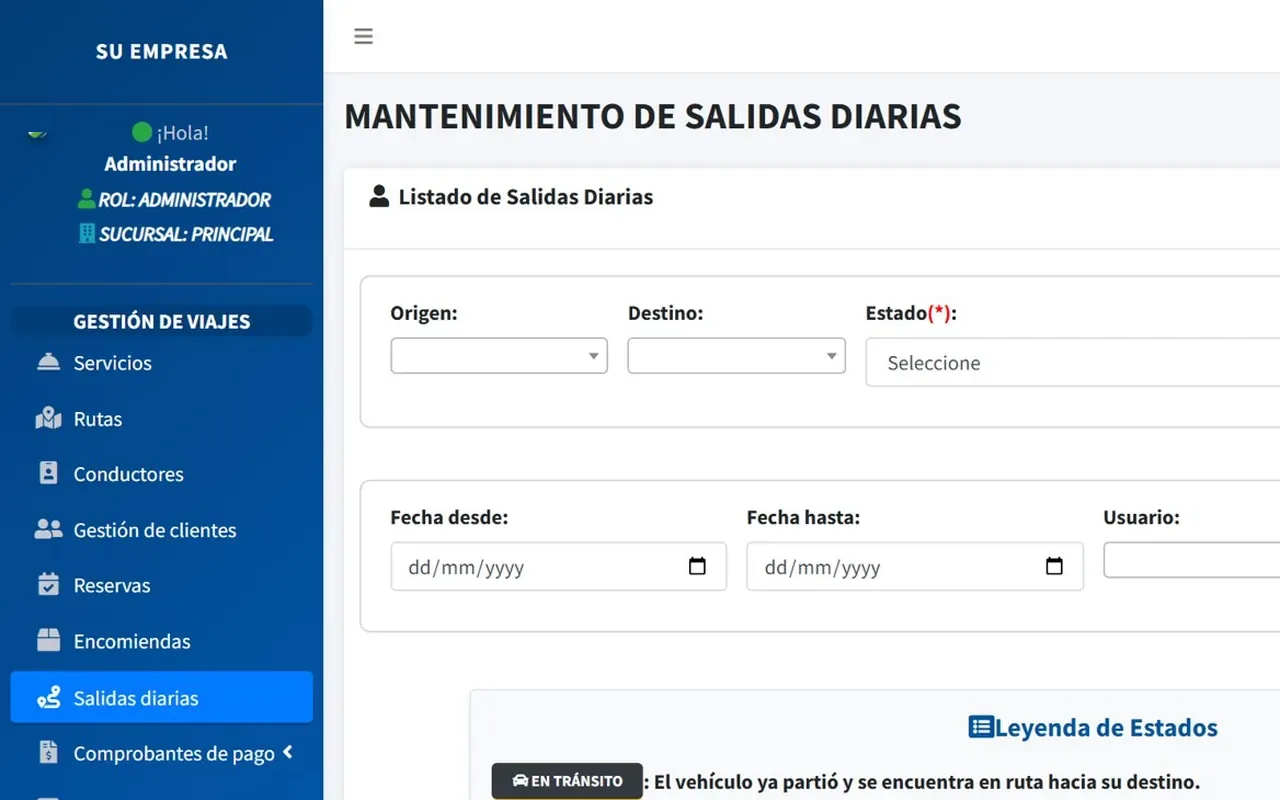 SU EMPRESA
¡Hola!
Administrador
ROL: ADMINISTRADOR
SUCURSAL: PRINCIPAL
GESTIÓN DE VIAJES
Servicios
Rutas
Conductores
Gestión de clientes
Reservas
Encomiendas
Salidas diarias
Comprobantes de pago
MANTENIMIENTO DE SALIDAS DIARIAS
Listado de Salidas Diarias
Origen: Destino: Estado(*):
Seleccione
Fecha desde: Fecha hasta: Usuario:
dd/mm/yyyy dd/mm/yyyy
Leyenda de Estados
EN TRÁNSITO : El vehículo ya partió y se encuentra en ruta hacia su destino.